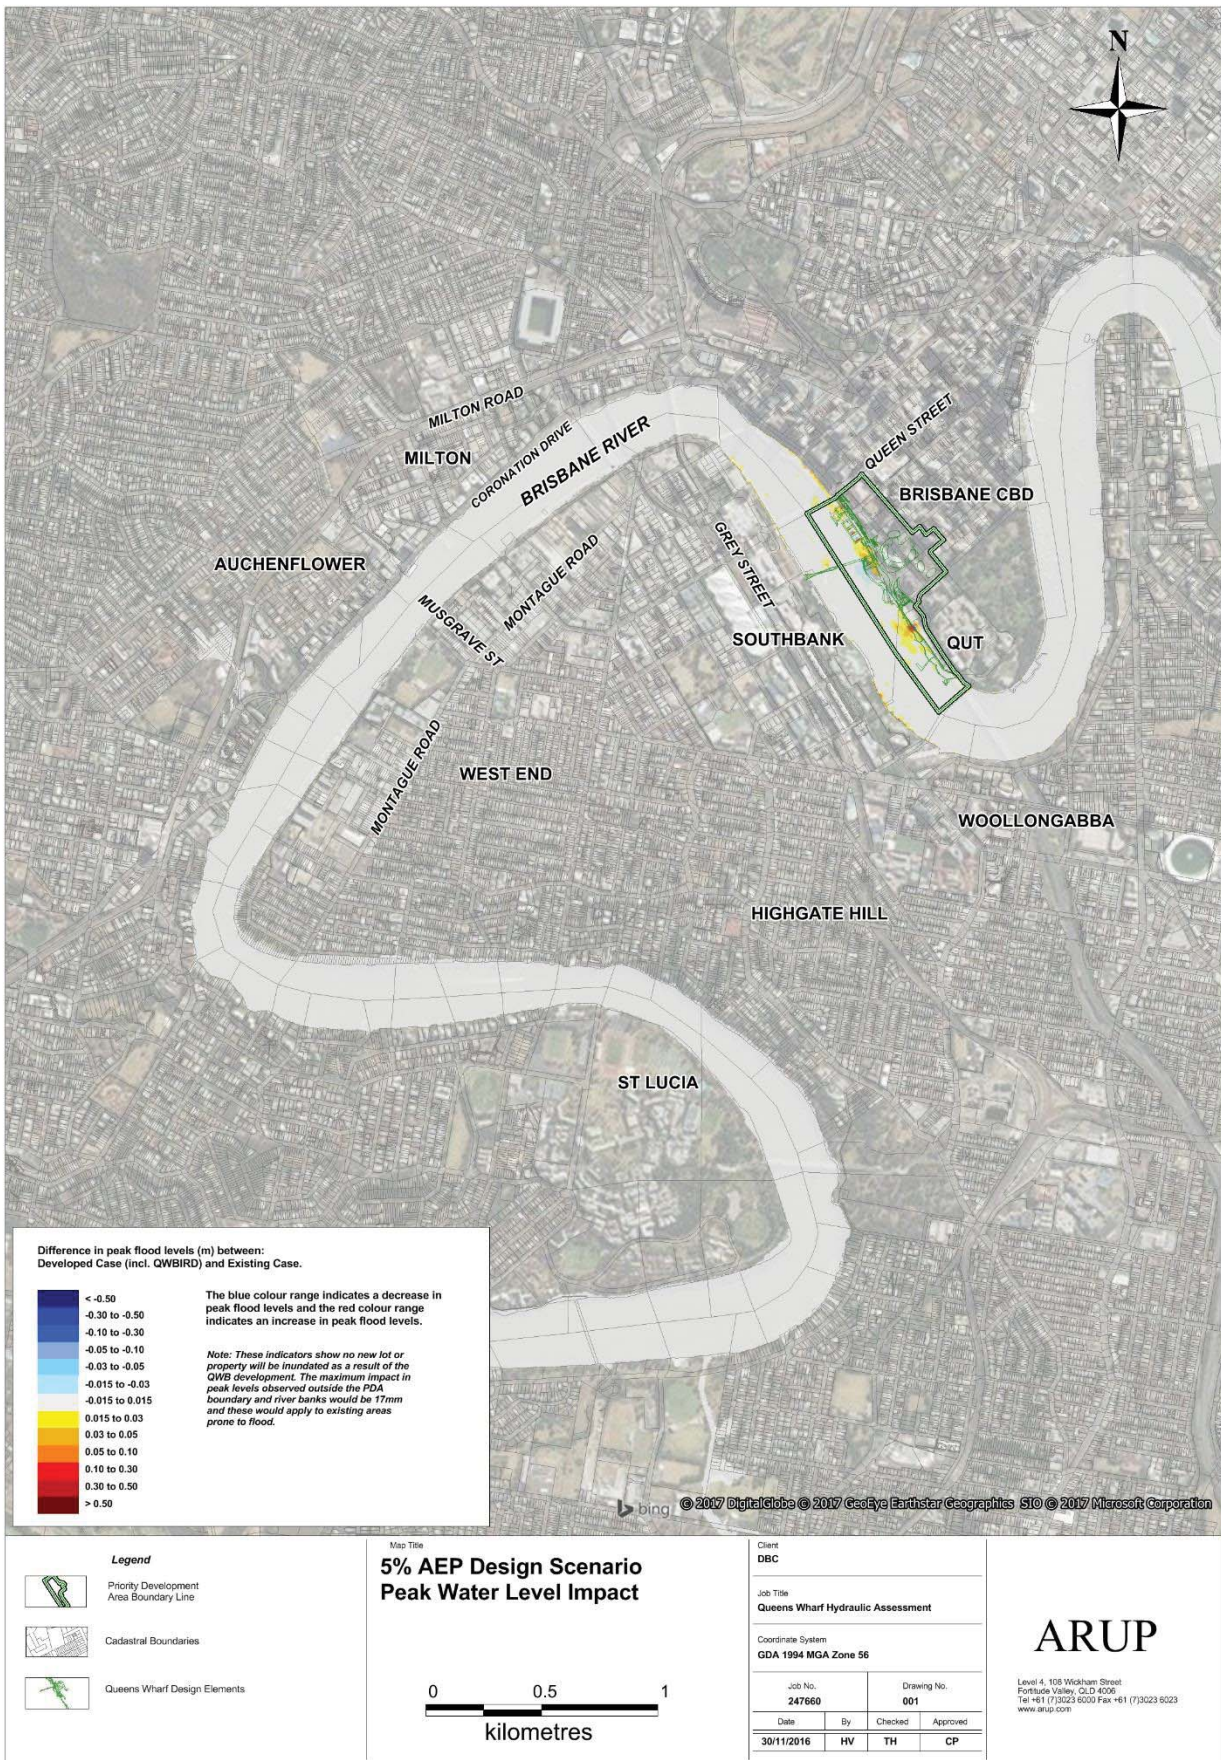 N
MILTON ROAD
MILTON
CORONATION DRIVE
BRISBANE RIVER
QUEEN STREET
BRISBANE CBD
AUCHENFLOWER
MUSGRAVE ST
MONTAGUE ROAD
GREY STREET
SOUTHBANK
QUT
MONTAGUE ROAD
WEST END
WOOLLONGABBA
HIGHGATE HILL
ST LUCIA
Difference in peak flood levels (m) between:
Developed Case (incl. QWBIRD) and Existing Case.
< -0.50
-0.30 to -0.50
-0.10 to -0.30
-0.05 to -0.10
-0.03 to -0.05
-0.015 to -0.03
-0.015 to 0.015
0.015 to 0.03
0.03 to 0.05
0.05 to 0.10
0.10 to 0.30
0.30 to 0.50
> 0.50
The blue colour range indicates a decrease in
peak flood levels and the red colour range
indicates an increase in peak flood levels.
Note: These indicators show no new lot or
property will be inundated as a result of the
QWB development. The maximum impact in
peak levels observed outside the PDA
boundary and river banks would be 17mm
and these would apply to existing areas
prone to flood.
bing
© 2017 DigitalGlobe © 2017 GeoEye Earthstar Geographics SIO © 2017 Microsoft Corporation
Legend
Priority Development
Area Boundary Line
Cadastral Boundaries
Queens Wharf Design Elements
Map Title
5% AEP Design Scenario
Peak Water Level Impact
0 0.5 1
kilometres
Client
DBC
Job Title
Queens Wharf Hydraulic Assessment
Coordinate System
GDA 1994 MGA Zone 56
Job No. Drawing No.
247660 001
Date By Checked Approved
30/11/2016 HV TH CP
ARUP
Level 4, 108 Wickham Street
Fortitude Valley, QLD 4006
Tel +61 (7)3023 6000 Fax +61 (7)3023 6023
www.arup.com